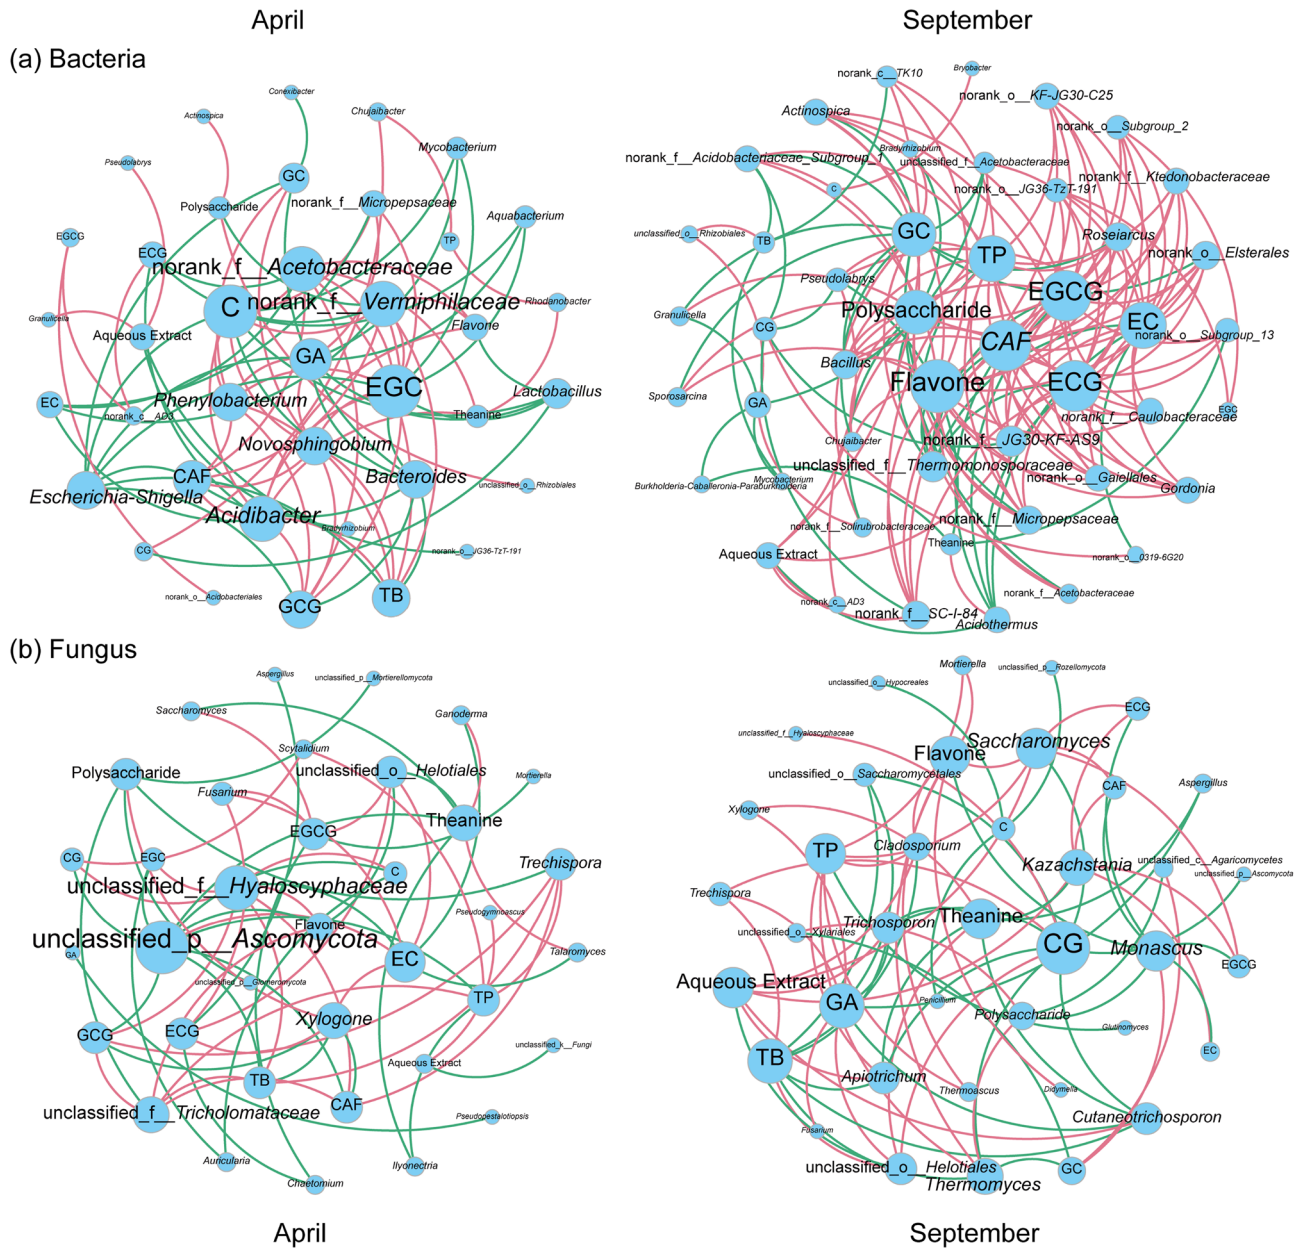 April
September
(a) Bacteria
Conexibacter
Actinospica
Chujaibacter
Mycobacterium
Pseudolabrys
GC
Polysaccharide
norank_f__Micropepsaceae
Aquabacterium
EGCG
ECG
TP
norank_f__Acetobacteraceae
C
norank_f__Vermiphilaceae
Rhodanobacter
Granulicella
Aqueous Extract
Flavone
GA
EGC
EC
Phenylobacterium
Lactobacillus
norank_c__AD3
Theanine
Novosphingobium
CAF
Bacteroides
Escherichia-Shigella
unclassified_o__Rhizobiales
Acidibacter
Bradyrhizobium
CG
norank_o__JG36-TzT-191
norank_o__Acidobacteriales
GCG
TB
norank_c__TK10
Bryobacter
norank_o__KF-JG30-C25
Actinospica
norank_o__Subgroup_2
Bradyrhizobium
norank_f__Acidobacteriaceae_Subgroup_1
unclassified_f__Acetobacteraceae
norank_f__Ktedonobacteraceae
C
norank_o__JG36-TzT-191
unclassified_o__Rhizobiales
TB
GC
TP
Roseiarcus
norank_o__Elsterales
Pseudolabrys
EGCG
Granulicella
Polysaccharide
CG
EC
norank_o__Subgroup_13
CAF
Bacillus
Flavone
ECG
Sporosarcina
GA
norank_f__Caulobacteraceae
EGC
Chujaibacter
norank_f__JG30-KF-AS9
unclassified_f__Thermomonosporaceae
Mycobacterium
norank_o__Gaiellales
Burkholderia-Caballeronia-Paraburkholderia
Gordonia
norank_f__Solirubrobacteraceae
norank_f__Micropepsaceae
Theanine
Aqueous Extract
norank_o__0319-6G20
norank_f__Acetobacteraceae
norank_c__AD3
norank_f__SC-I-84
Acidothermus
(b) Fungus
Aspergillus
unclassified_p__Mortierellomycota
Saccharomyces
Ganoderma
Scytalidium
Polysaccharide
unclassified_o__Helotiales
Mortierella
Fusarium
EGCG
Theanine
CG
EGC
Trechispora
C
unclassified_f__Hyaloscyphaceae
Pseudogymnoascus
Flavone
unclassified_p__Ascomycota
GA
EC
Talaromyces
unclassified_p__Glomeromycota
TP
Xylogone
GCG
ECG
unclassified_k__Fungi
Aqueous Extract
TB
CAF
unclassified_f__Tricholomataceae
Pseudopestalotiopsis
Auricularia
Ilyonectria
Chaetomium
Mortierella
unclassified_p__Rozellomycota
unclassified_o__Hypocreales
ECG
unclassified_f__Hyaloscyphaceae
Flavone
Saccharomyces
unclassified_o__Saccharomycetales
CAF
Aspergillus
Xylogone
C
TP
Cladosporium
Kazachstania
unclassified_c__Agaricomycetes
unclassified_p__Ascomycota
Trechispora
Trichosporon
Theanine
unclassified_o__Xylariales
CG
Monascus
EGCG
Aqueous Extract
GA
Penicillium
Polysaccharide
Glutinomyces
TB
EC
Apiotrichum
Thermoascus
Didymella
Cutaneotrichosporon
Fusarium
unclassified_o__Helotiales
GC
Thermomyces
April
September